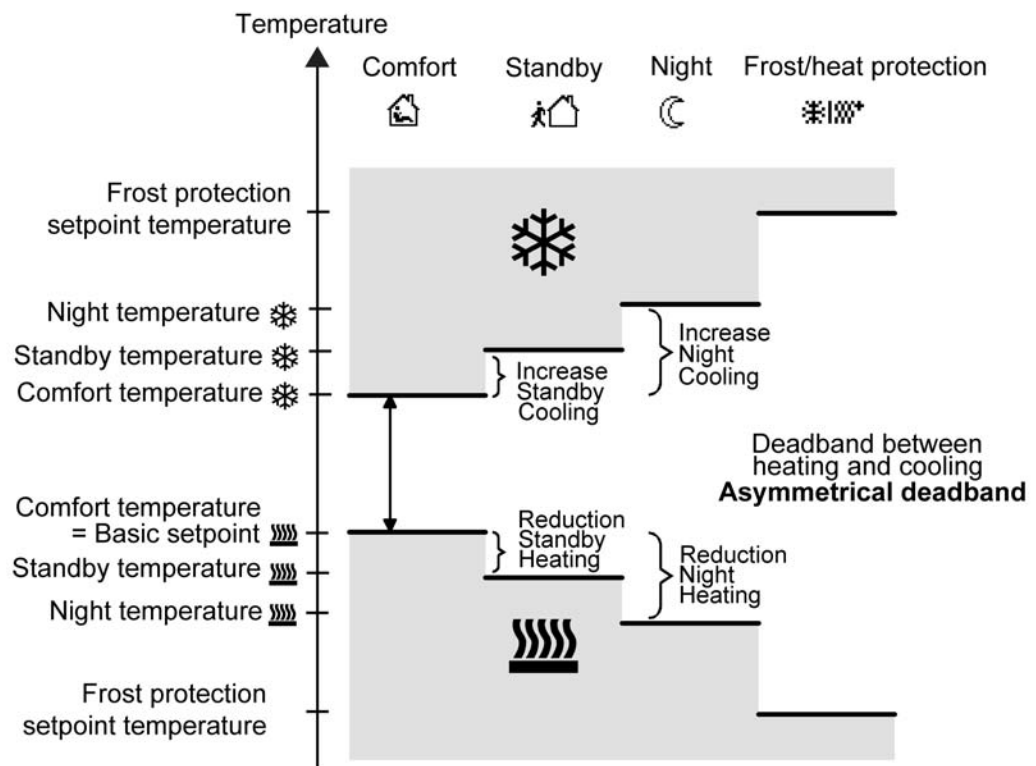 Temperature
Comfort
Standby
Night
Frost/heat protection
Frost protection
setpoint temperature
Night temperature
Standby temperature
Comfort temperature
Increase
Standby
Cooling
Increase
Night
Cooling
Deadband between
heating and cooling
Asymmetrical deadband
Comfort temperature
= Basic setpoint
Standby temperature
Night temperature
Reduction
Standby
Heating
Reduction
Night
Heating
Frost protection
setpoint temperature